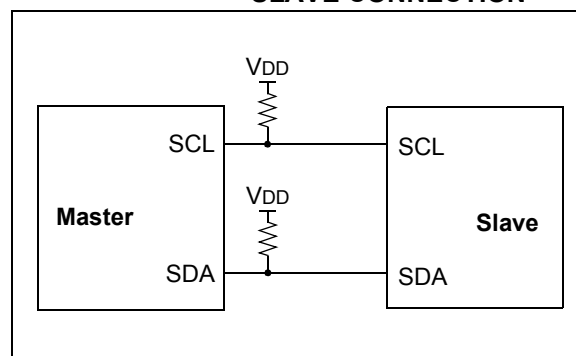 SLAVE CONNECTION
VDD
SCL
SCL
VDD
Master
Slave
SDA
SDA